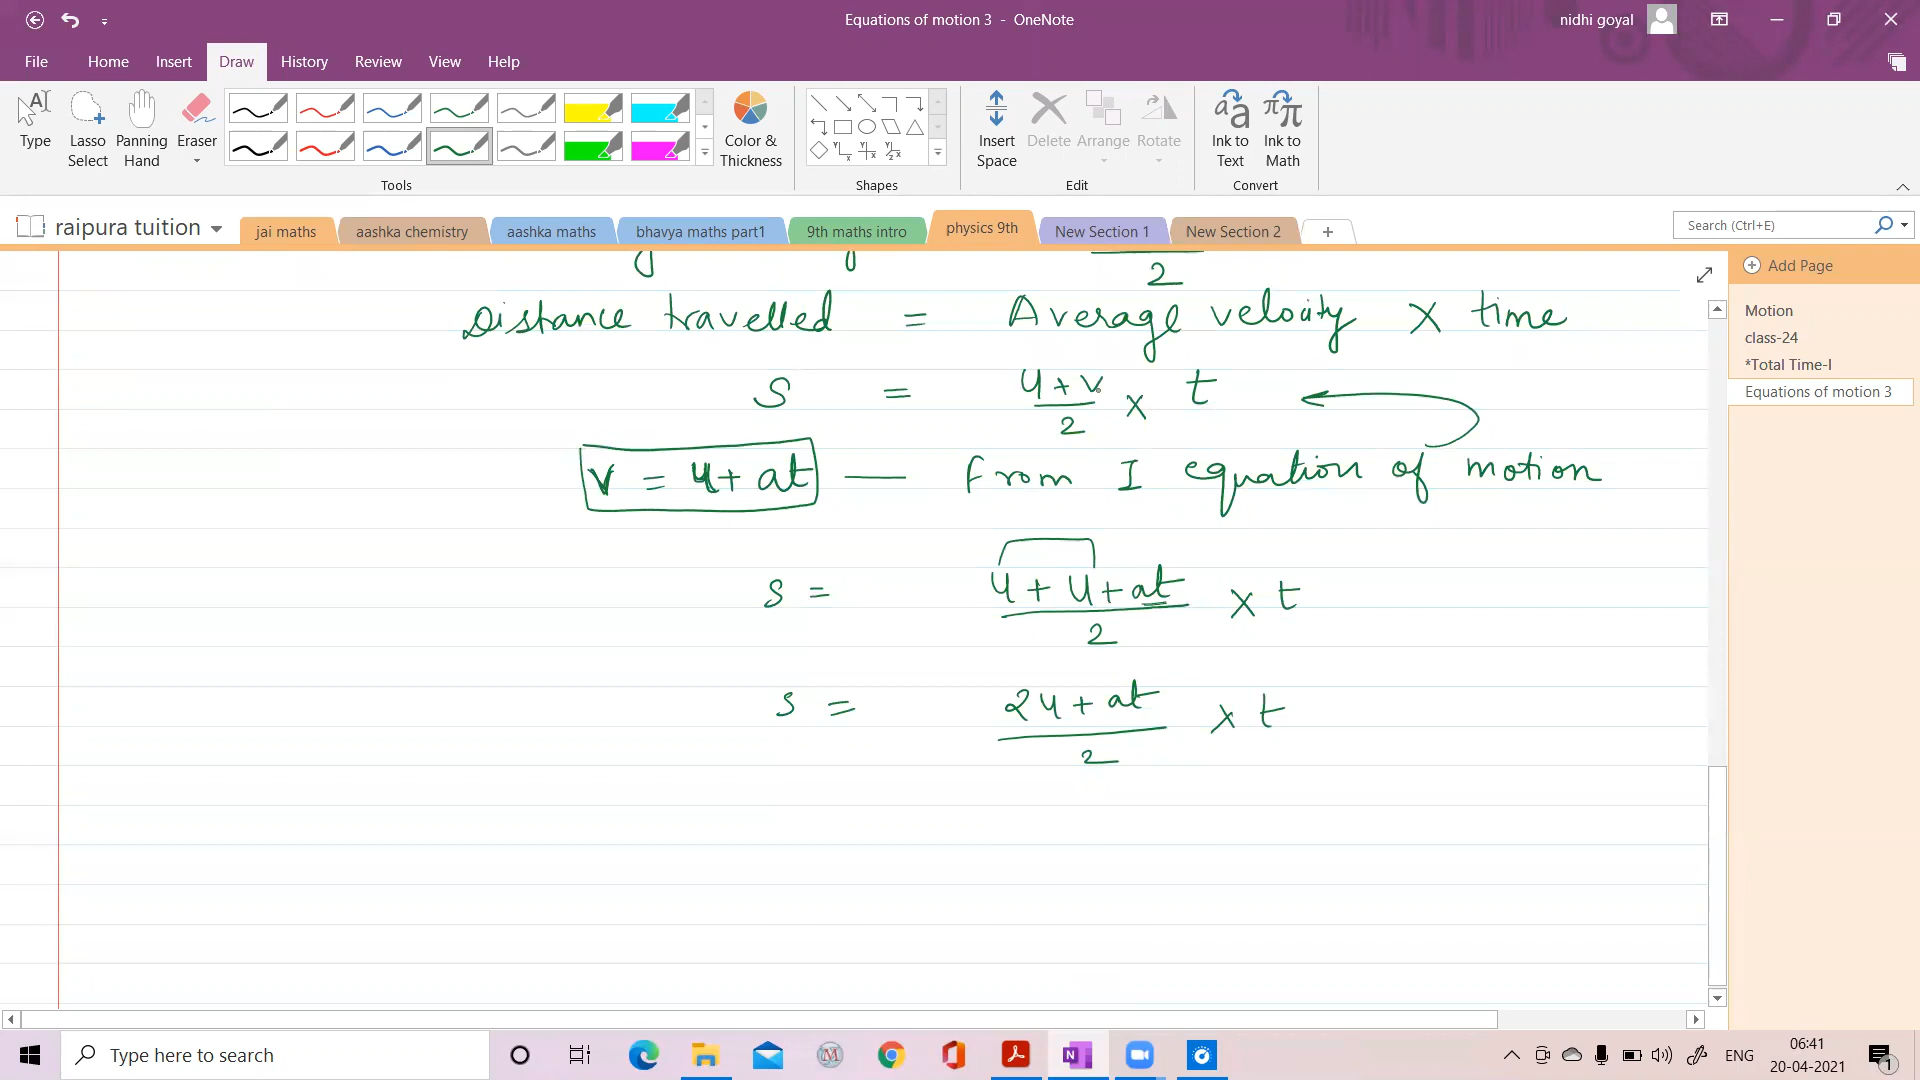 Equations of motion 3 - OneNote
nidhi goyal
File Home Insert Draw History Review View Help
Type
Lasso Select
Panning Hand
Eraser
Color & Thickness
Insert Space
Delete
Arrange
Rotate
Ink to Text
Ink to Math
Tools
Shapes
Edit
Convert
raipura tuition
jai maths
aashka chemistry
aashka maths
bhavya maths part1
9th maths intro
physics 9th
New Section 1
New Section 2
+
Search (Ctrl+E)
Add Page
Motion
class-24
*Total Time-I
Equations of motion 3
2
Distance travelled = Average velocity X time
S = u+v/2 x t
v = u+ at — From I equation of motion
s = u + u + at/2 x t
s = 2u + at/2 x t
Type here to search
ENG
06:41
20-04-2021
1